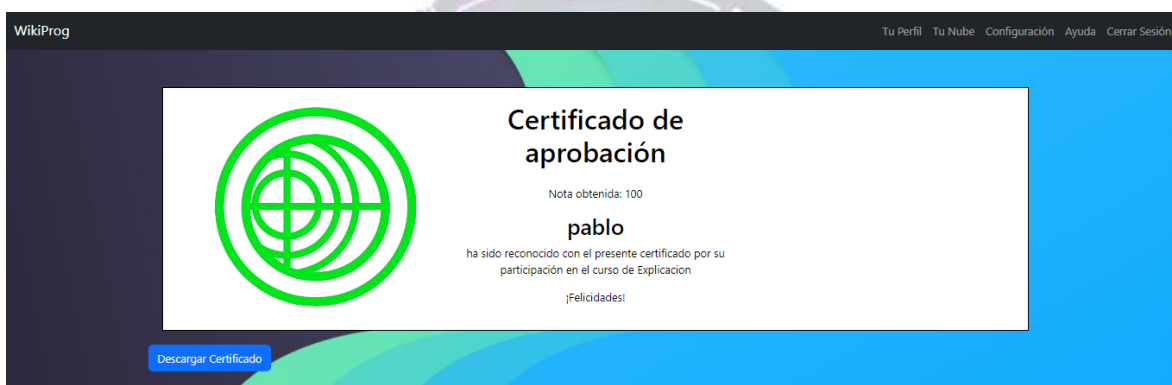 WikiProg
Tu Perfil Tu Nube Configuración Ayuda Cerrar Sesión
Certificado de
aprobación
Nota obtenida: 100
pablo
ha sido reconocido con el presente certificado por su
participación en el curso de Explicacion
¡Felicidades!
Descargar Certificado